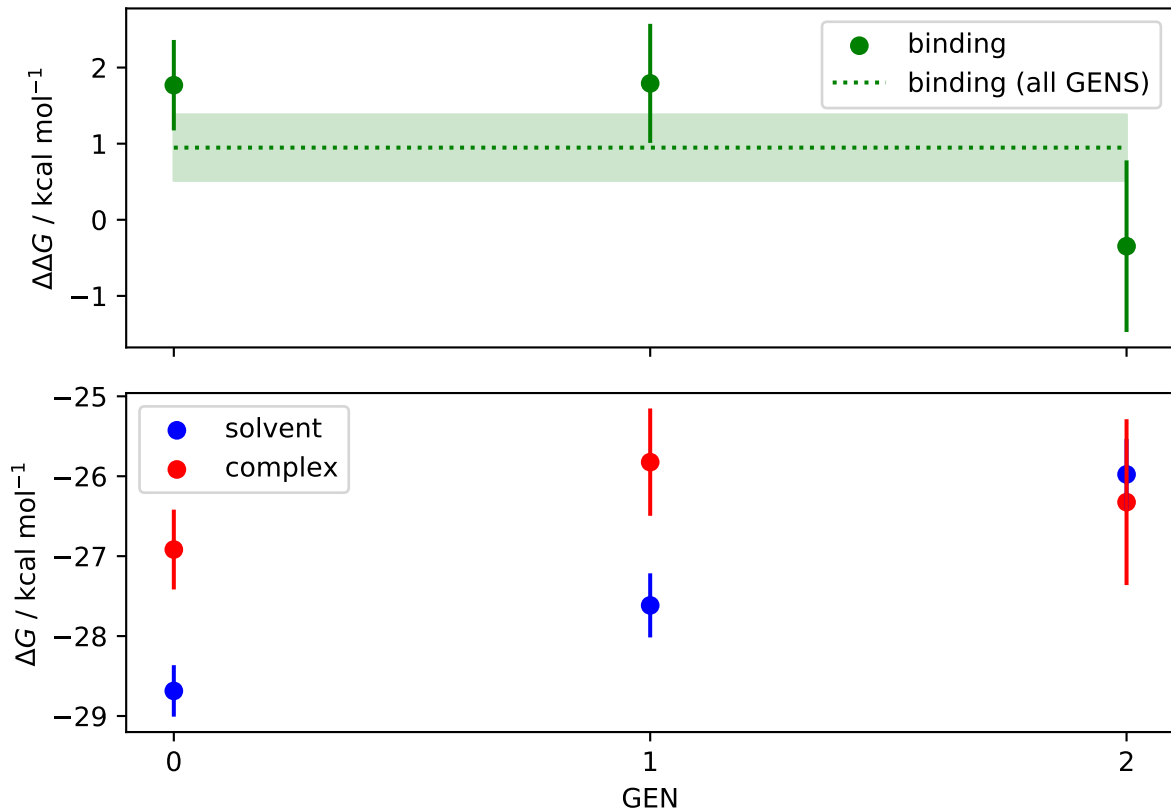 2
1
0
−1
ΔΔG / kcal mol⁻¹
binding
binding (all GENS)
−25
−26
−27
−28
−29
ΔG / kcal mol⁻¹
solvent
complex
0 1 2
GEN